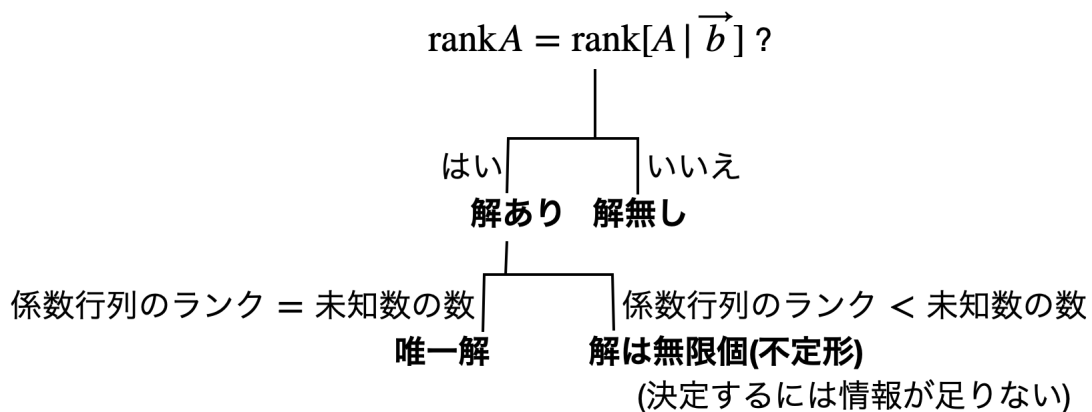 rankA = rank[A | b→] ?
はい
いいえ
解あり 解無し
係数行列のランク = 未知数の数
係数行列のランク < 未知数の数
唯一解
解は無限個(不定形)
(決定するには情報が足りない)